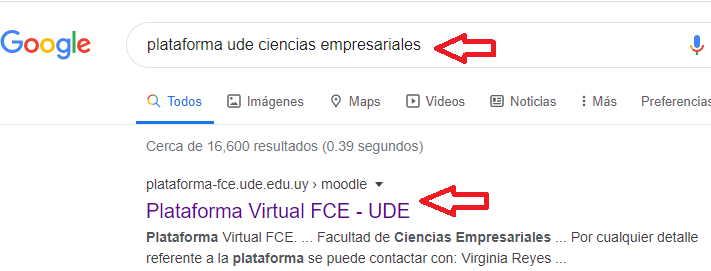 Google
plataforma ude ciencias empresariales
Todos Imágenes Maps Videos Noticias Más Preferencias
Cerca de 16,600 resultados (0.39 segundos)
plataforma-fce.ude.edu.uy › moodle
Plataforma Virtual FCE - UDE
Plataforma Virtual FCE. ... Facultad de Ciencias Empresariales ... Por cualquier detalle
referente a la plataforma se puede contactar con: Virginia Reyes ...